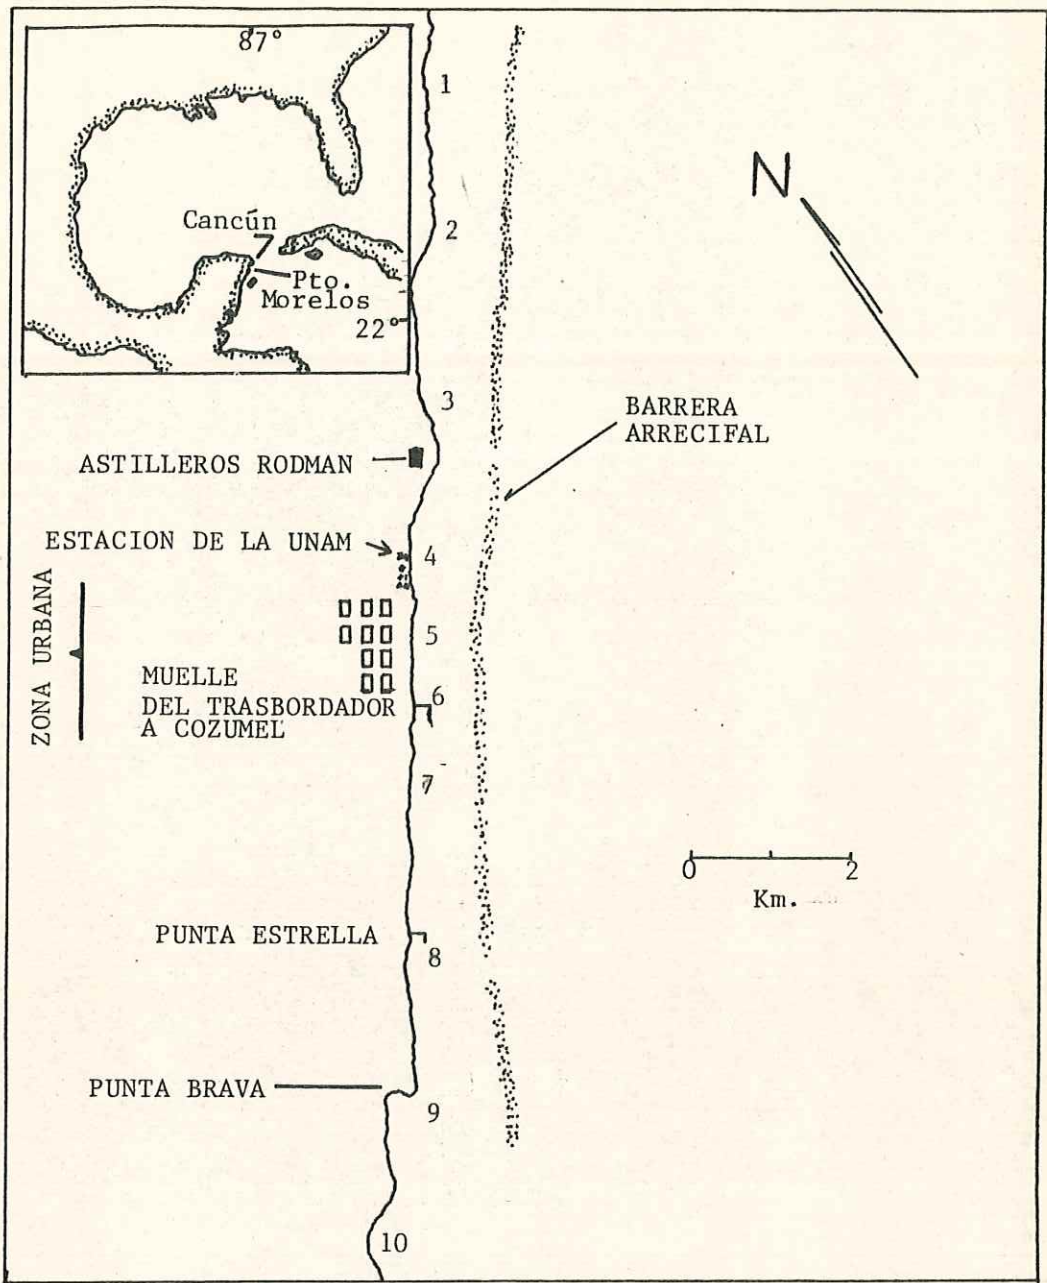 87°
Cancún
Pto.
Morelos
22°
1
2
N
3
BARRERA
ARRECIFAL
ASTILLEROS RODMAN
ESTACION DE LA UNAM
4
ZONA URBANA
5
MUELLE
DEL TRASBORDADOR
A COZUMEL
6
7
0 2
Km.
PUNTA ESTRELLA
8
PUNTA BRAVA
9
10